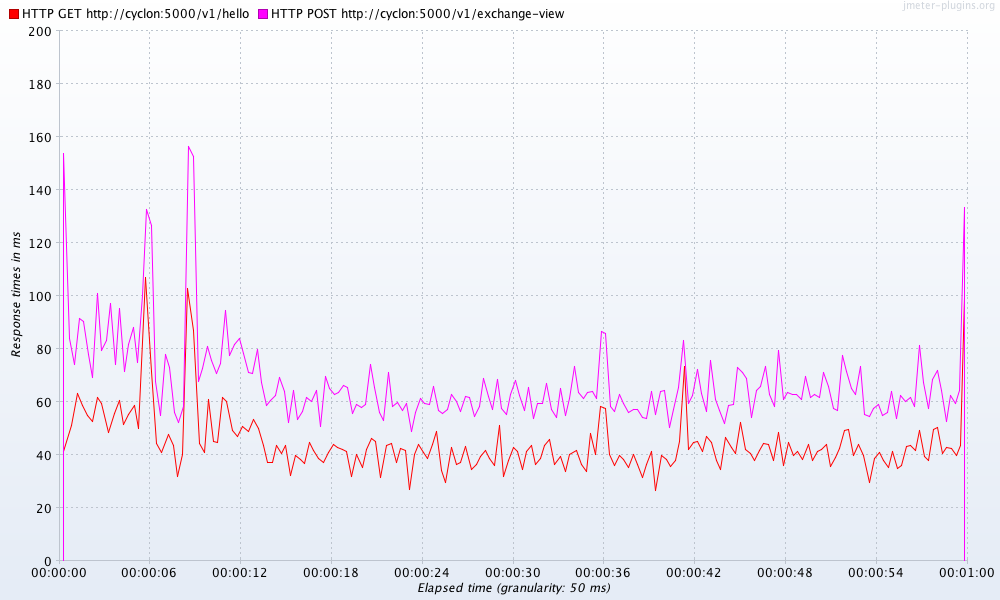 HTTP GET http://cyclon:5000/v1/hello HTTP POST http://cyclon:5000/v1/exchange-view
jmeter-plugins.org
200
180
160
140
120
100
80
60
40
20
0
Response times in ms
00:00:00 00:00:06 00:00:12 00:00:18 00:00:24 00:00:30 00:00:36 00:00:42 00:00:48 00:00:54 00:01:00
Elapsed time (granularity: 50 ms)